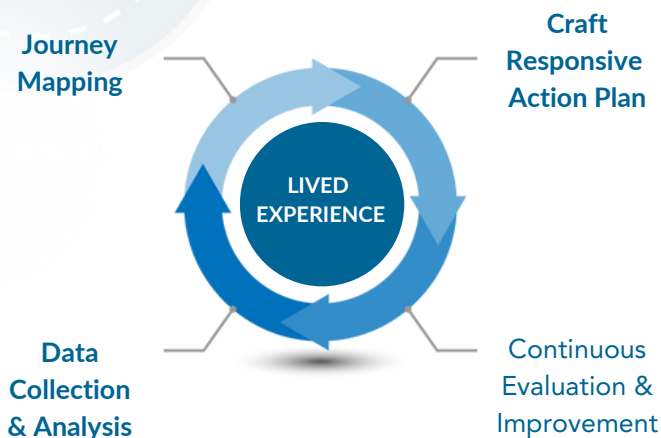 Journey
Mapping
Craft
Responsive
Action Plan
LIVED
EXPERIENCE
Data
Collection
& Analysis
Continuous
Evaluation &
Improvement